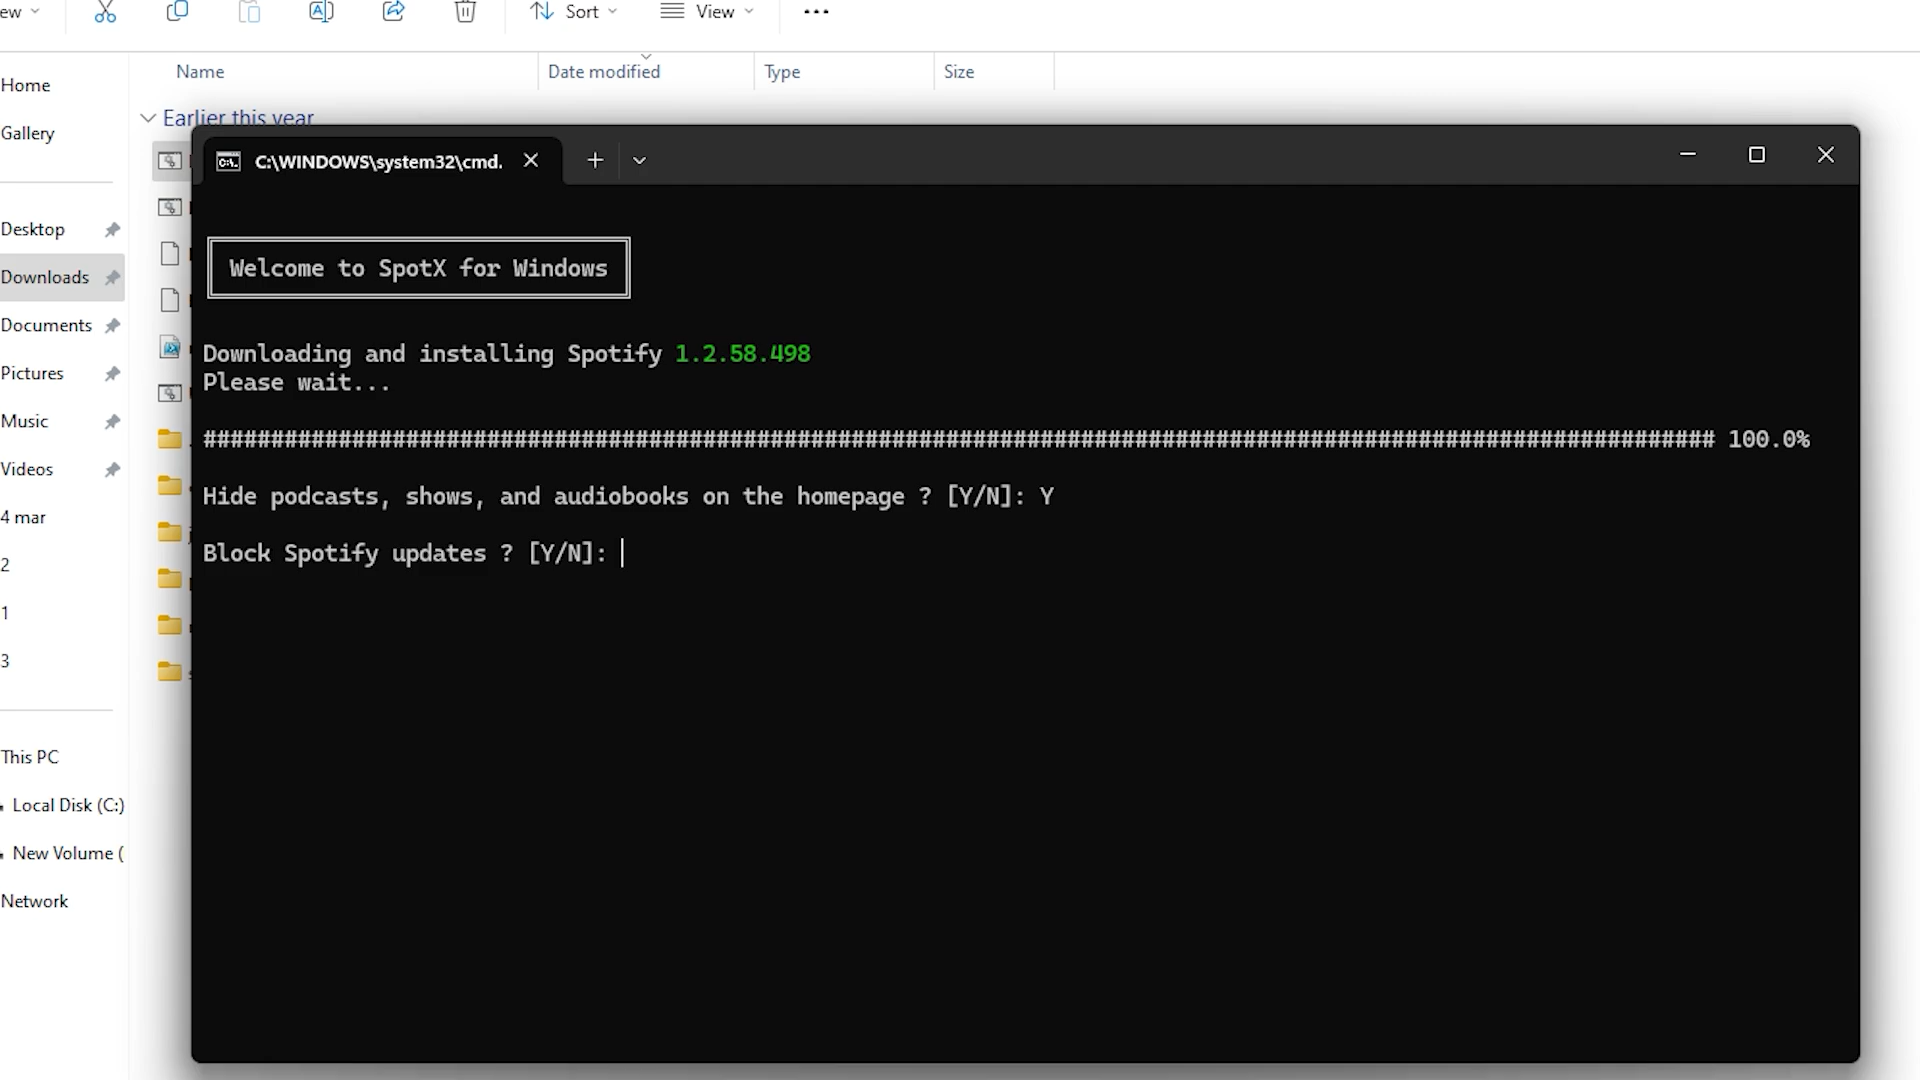 ew
Sort
View
Name
Date modified
Type
Size
Home
Gallery
Earlier this year
Desktop
Downloads
Documents
Pictures
Music
Videos
4 mar
2
1
3
This PC
Local Disk (C:)
New Volume (
Network
C:\WINDOWS\system32\cmd.
Welcome to SpotX for Windows
Downloading and installing Spotify 1.2.58.498
Please wait...
################################################################################################################ 100.0%
Hide podcasts, shows, and audiobooks on the homepage ? [Y/N]: Y
Block Spotify updates ? [Y/N]: